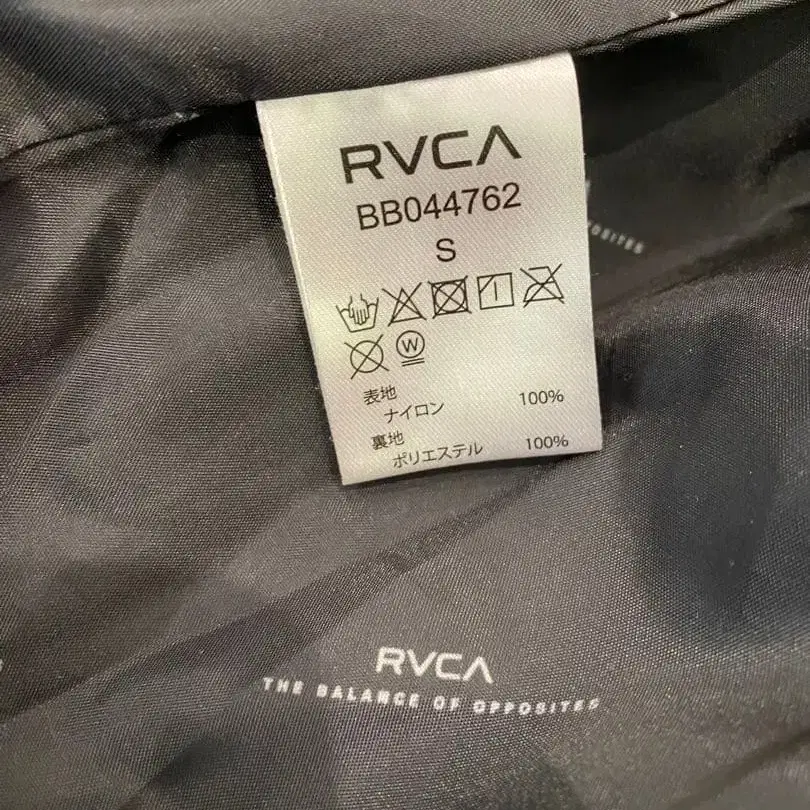 RVCA
BB044762
S
W
表地
ナイロン 100%
裏地
ポリエステル 100%
OPPOSITES
RVCA
THE BALANCE OF OPPOSITES